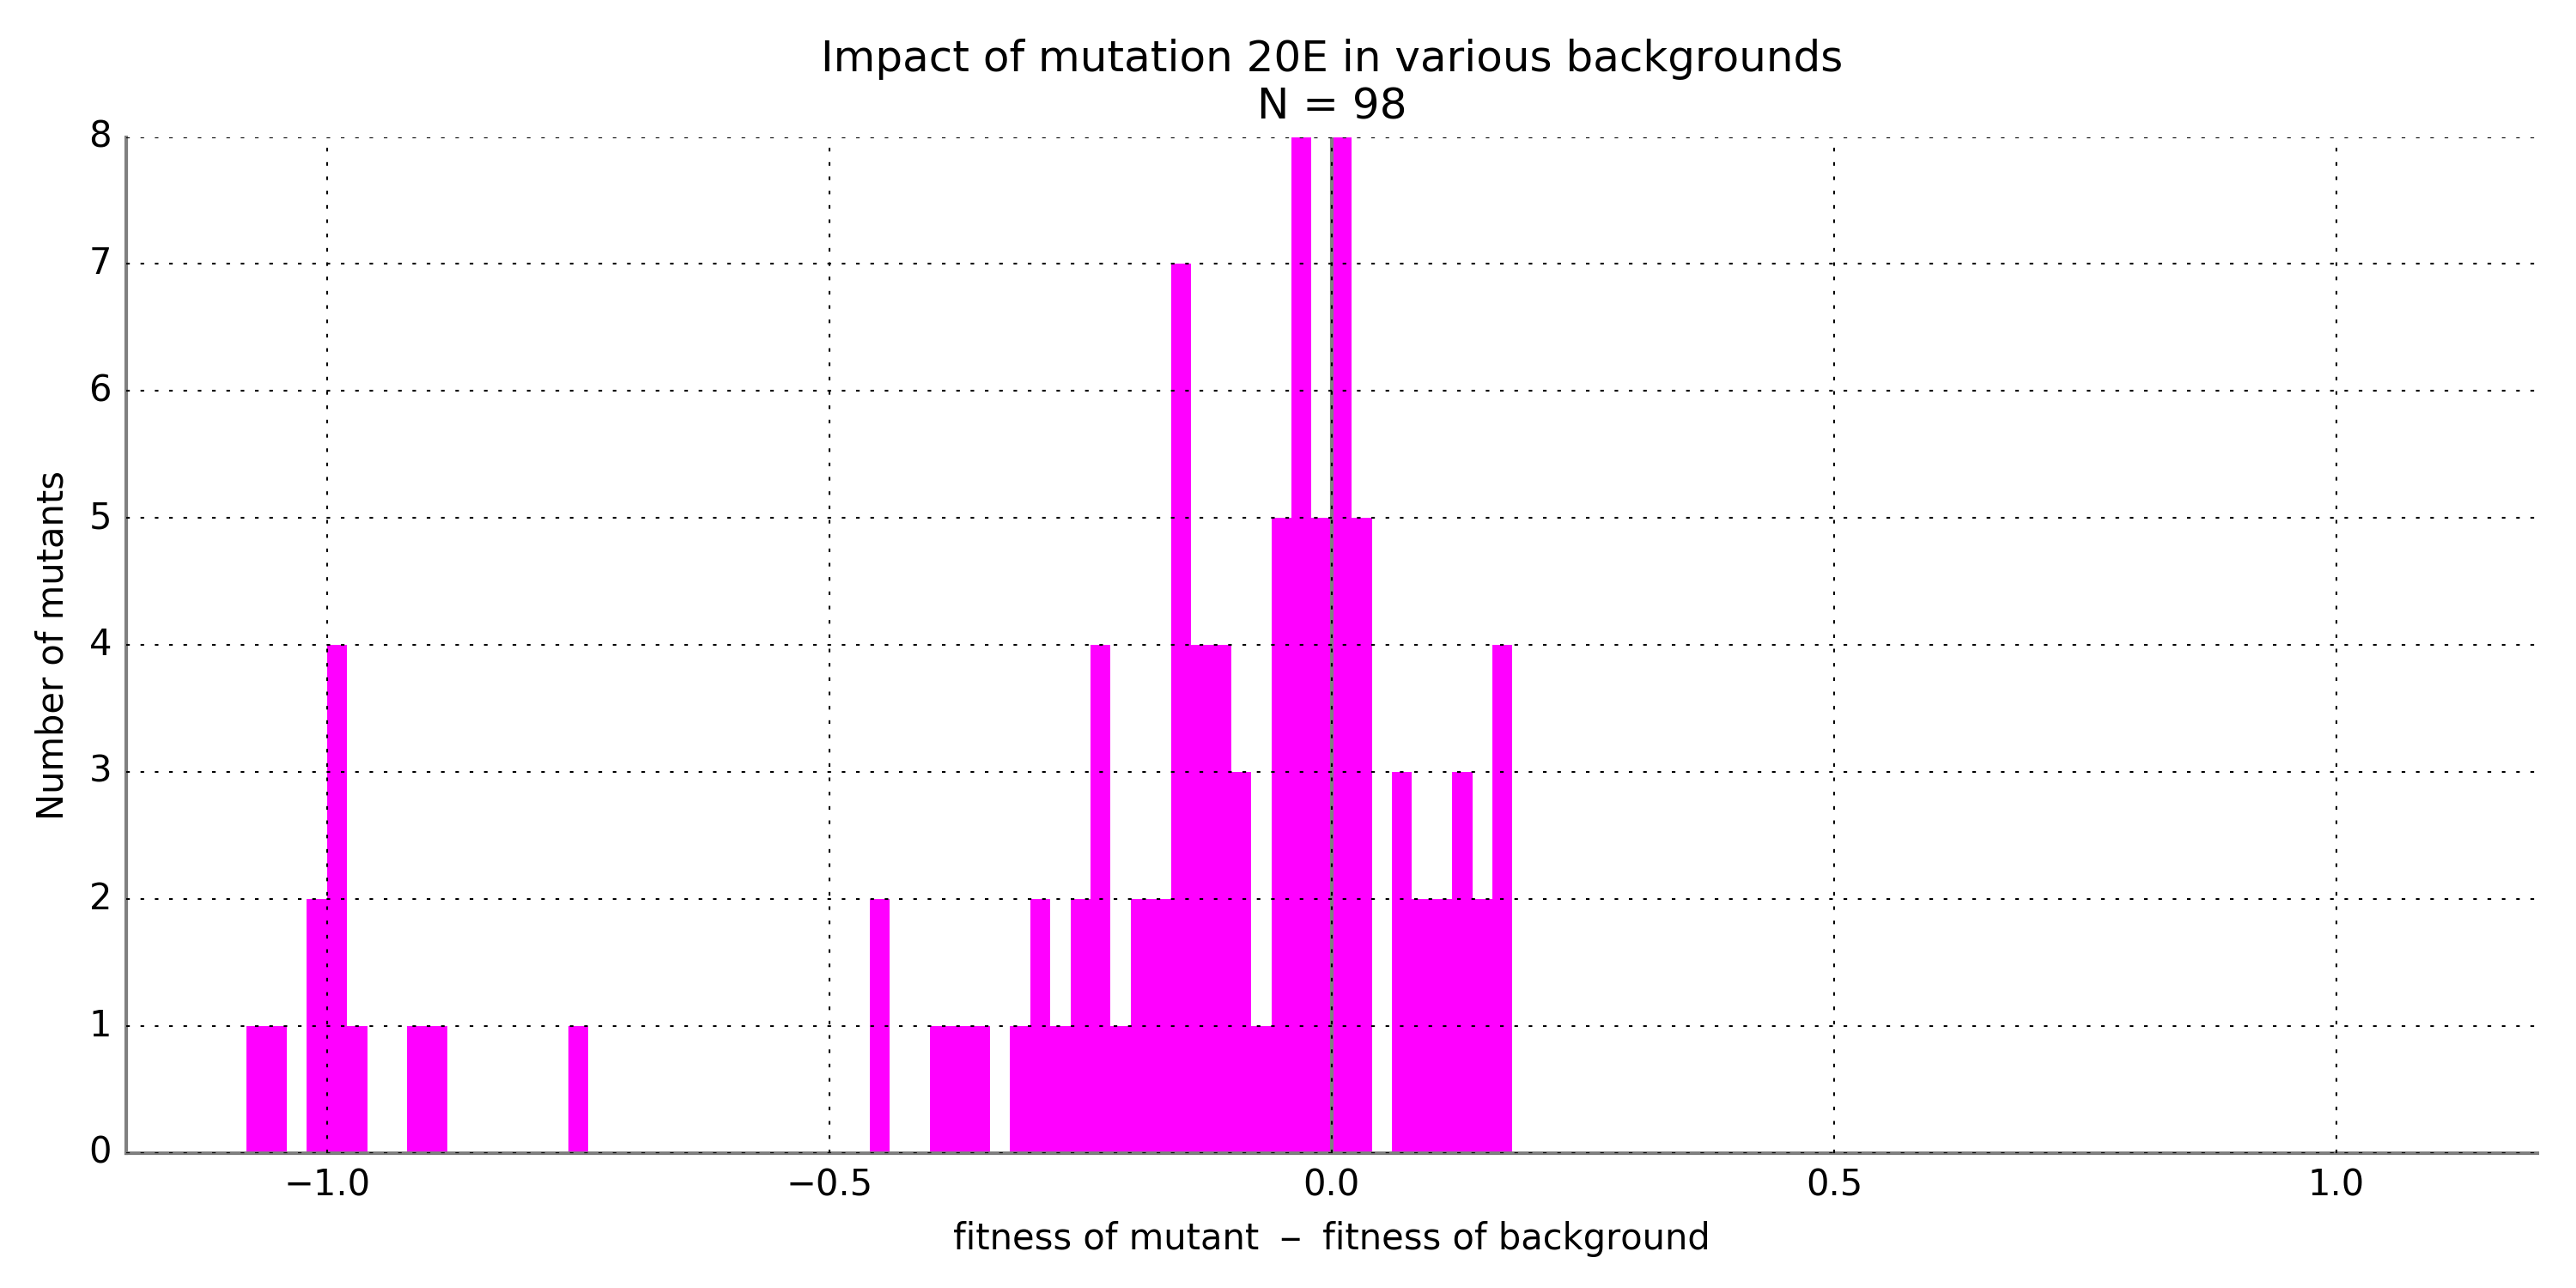 Impact of mutation 20E in various backgrounds
N = 98
8
7
6
5
4
3
2
1
0
Number of mutants
−1.0 −0.5 0.0 0.5 1.0
fitness of mutant – fitness of background